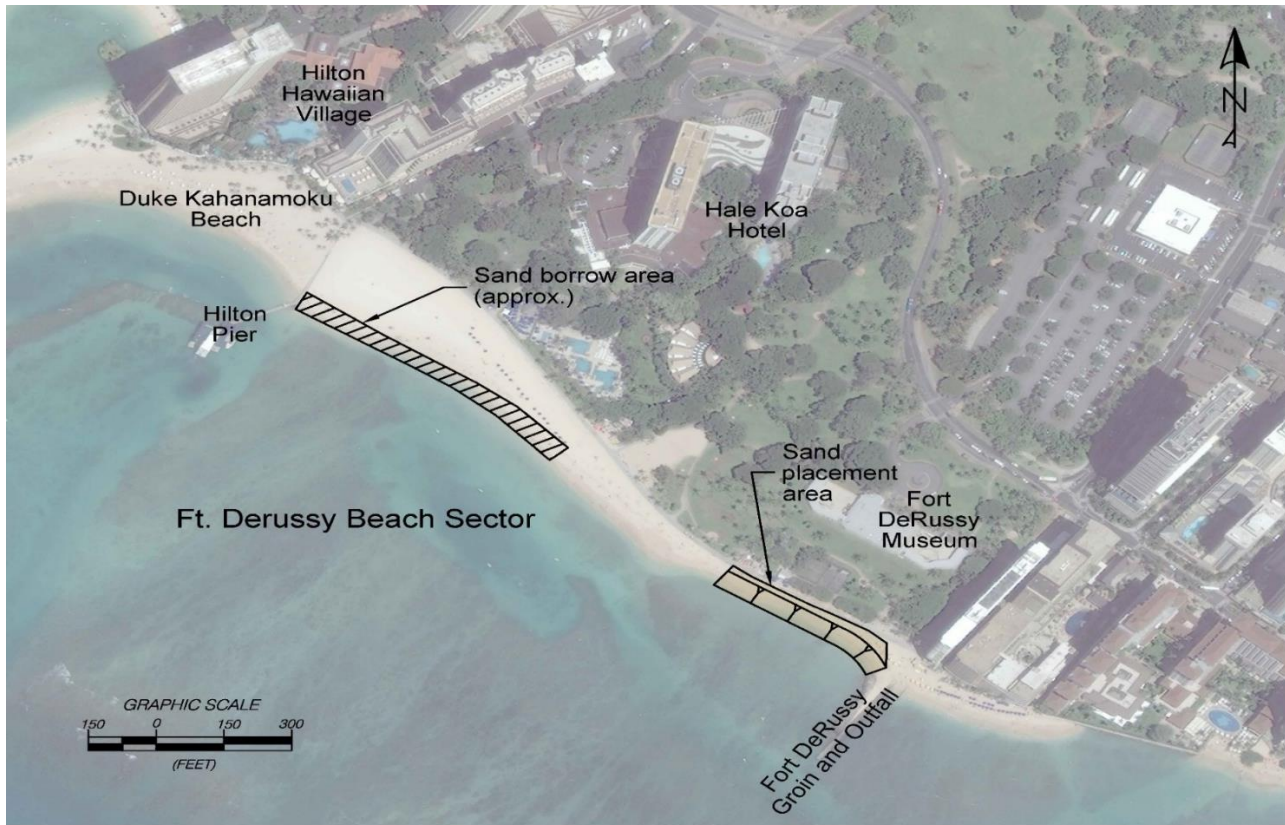 Hilton
Hawaiian
Village
N
Duke Kahanamoku
Beach
Hale Koa
Hotel
Sand borrow area
(approx.)
Hilton
Pier
Sand
placement
area
Fort
DeRussy
Museum
Ft. Derussy Beach Sector
Fort DeRussy
Groin and Outfall
GRAPHIC SCALE
150 0 150 300
(FEET)